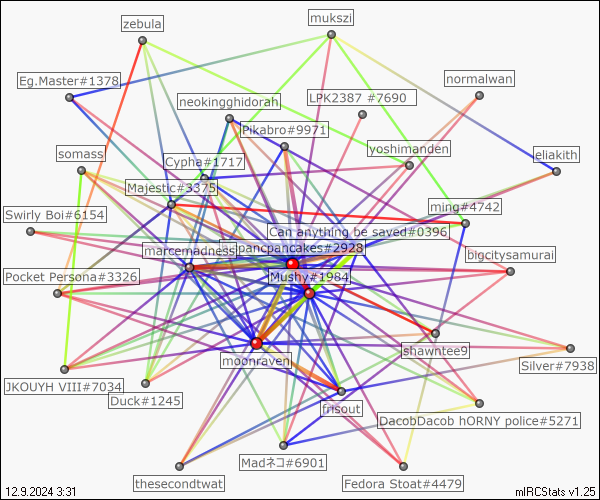 zebula
mukszi
Eg.Master#1378
normalwan
neokingghidorah
LPK2387 #7690
Pikabro#9971
somass
Cypha#1717
yoshimanden
eliakith
Majestic#3375
Swirly Boi#6154
ming#4742
Can anything be saved#0396
marcemadness
pancpancakes#2928
bigcitysamurai
Pocket Persona#3326
Mushy#1984
shawntee9
moonraven
Silver#7938
JKOUYH VIII#7034
Duck#1245
frisout
DacobDacob hORNY police#5271
Madネコ#6901
thesecondtwat
Fedora Stoat#4479
12.9.2024 3:31
mIRCStats v1.25